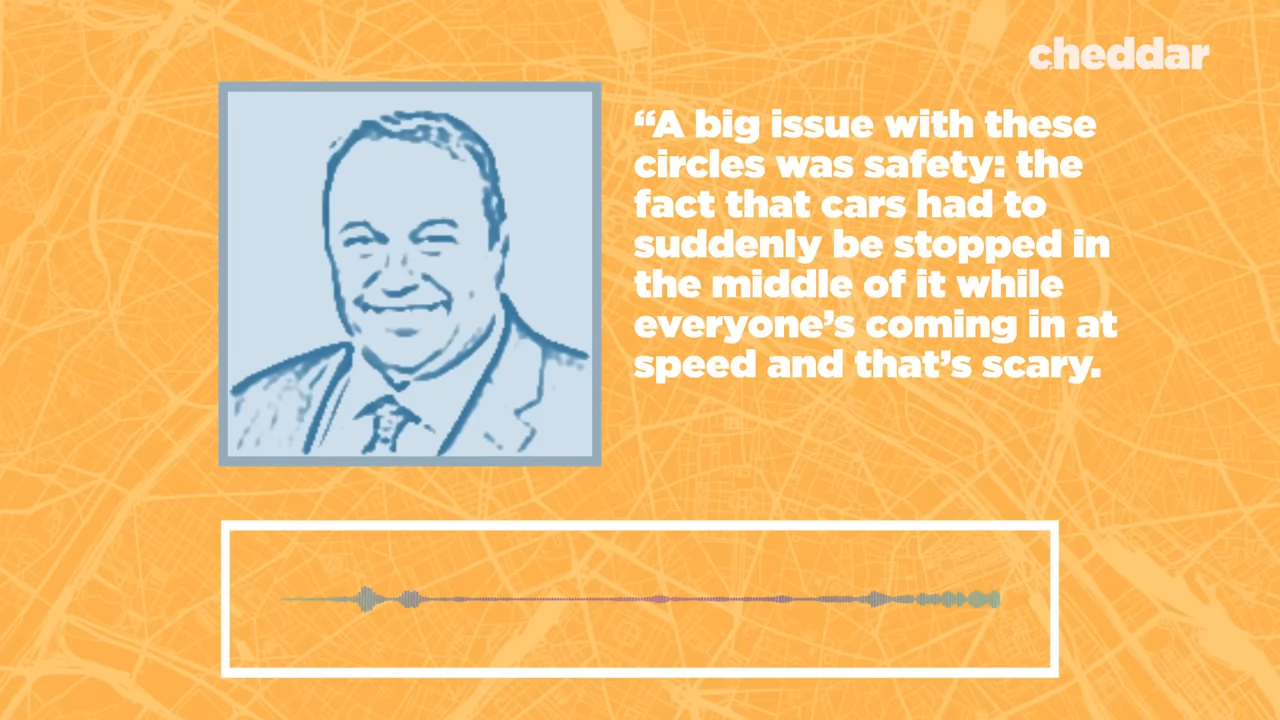 cheddar
“A big issue with these
circles was safety: the
fact that cars had to
suddenly be stopped in
the middle of it while
everyone’s coming in at
speed and that’s scary.